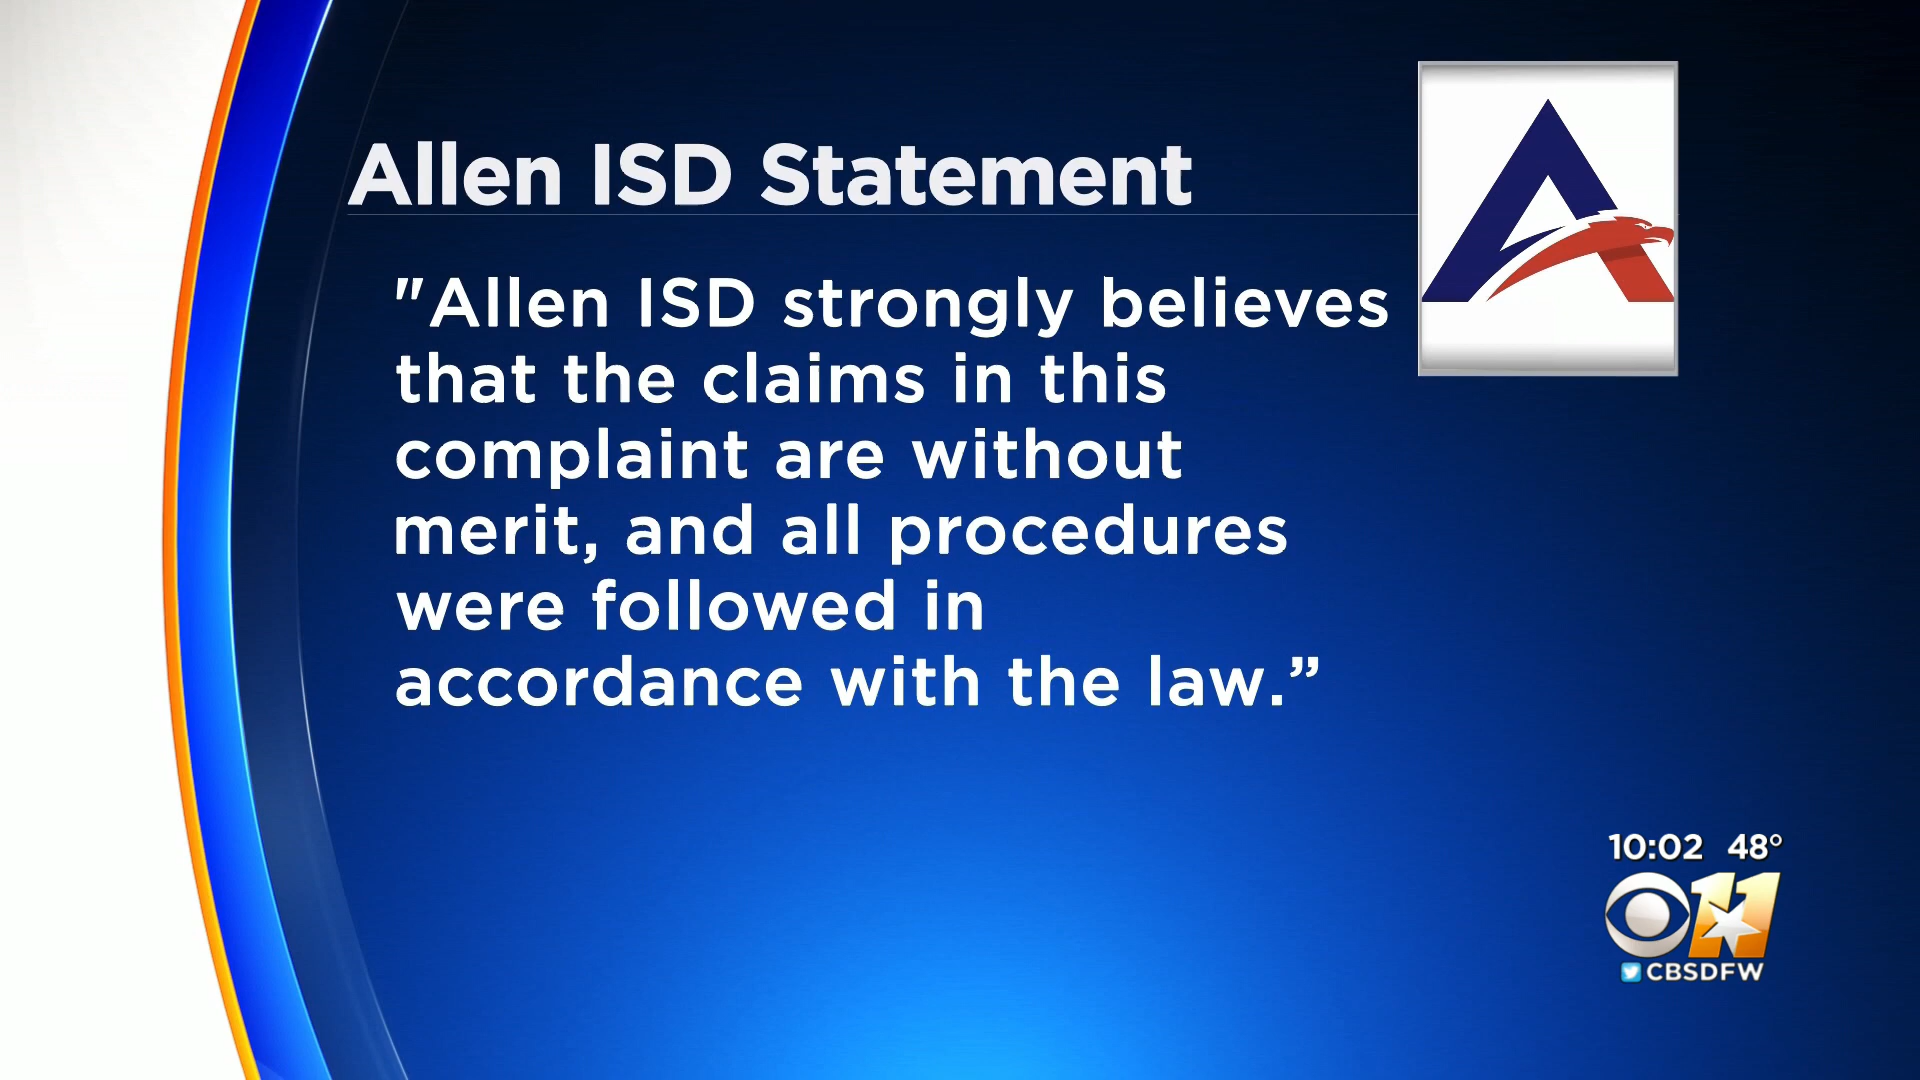 Allen ISD Statement
"Allen ISD strongly believes
that the claims in this
complaint are without
merit, and all procedures
were followed in
accordance with the law.”
10:02 48°
11
CBSDFW